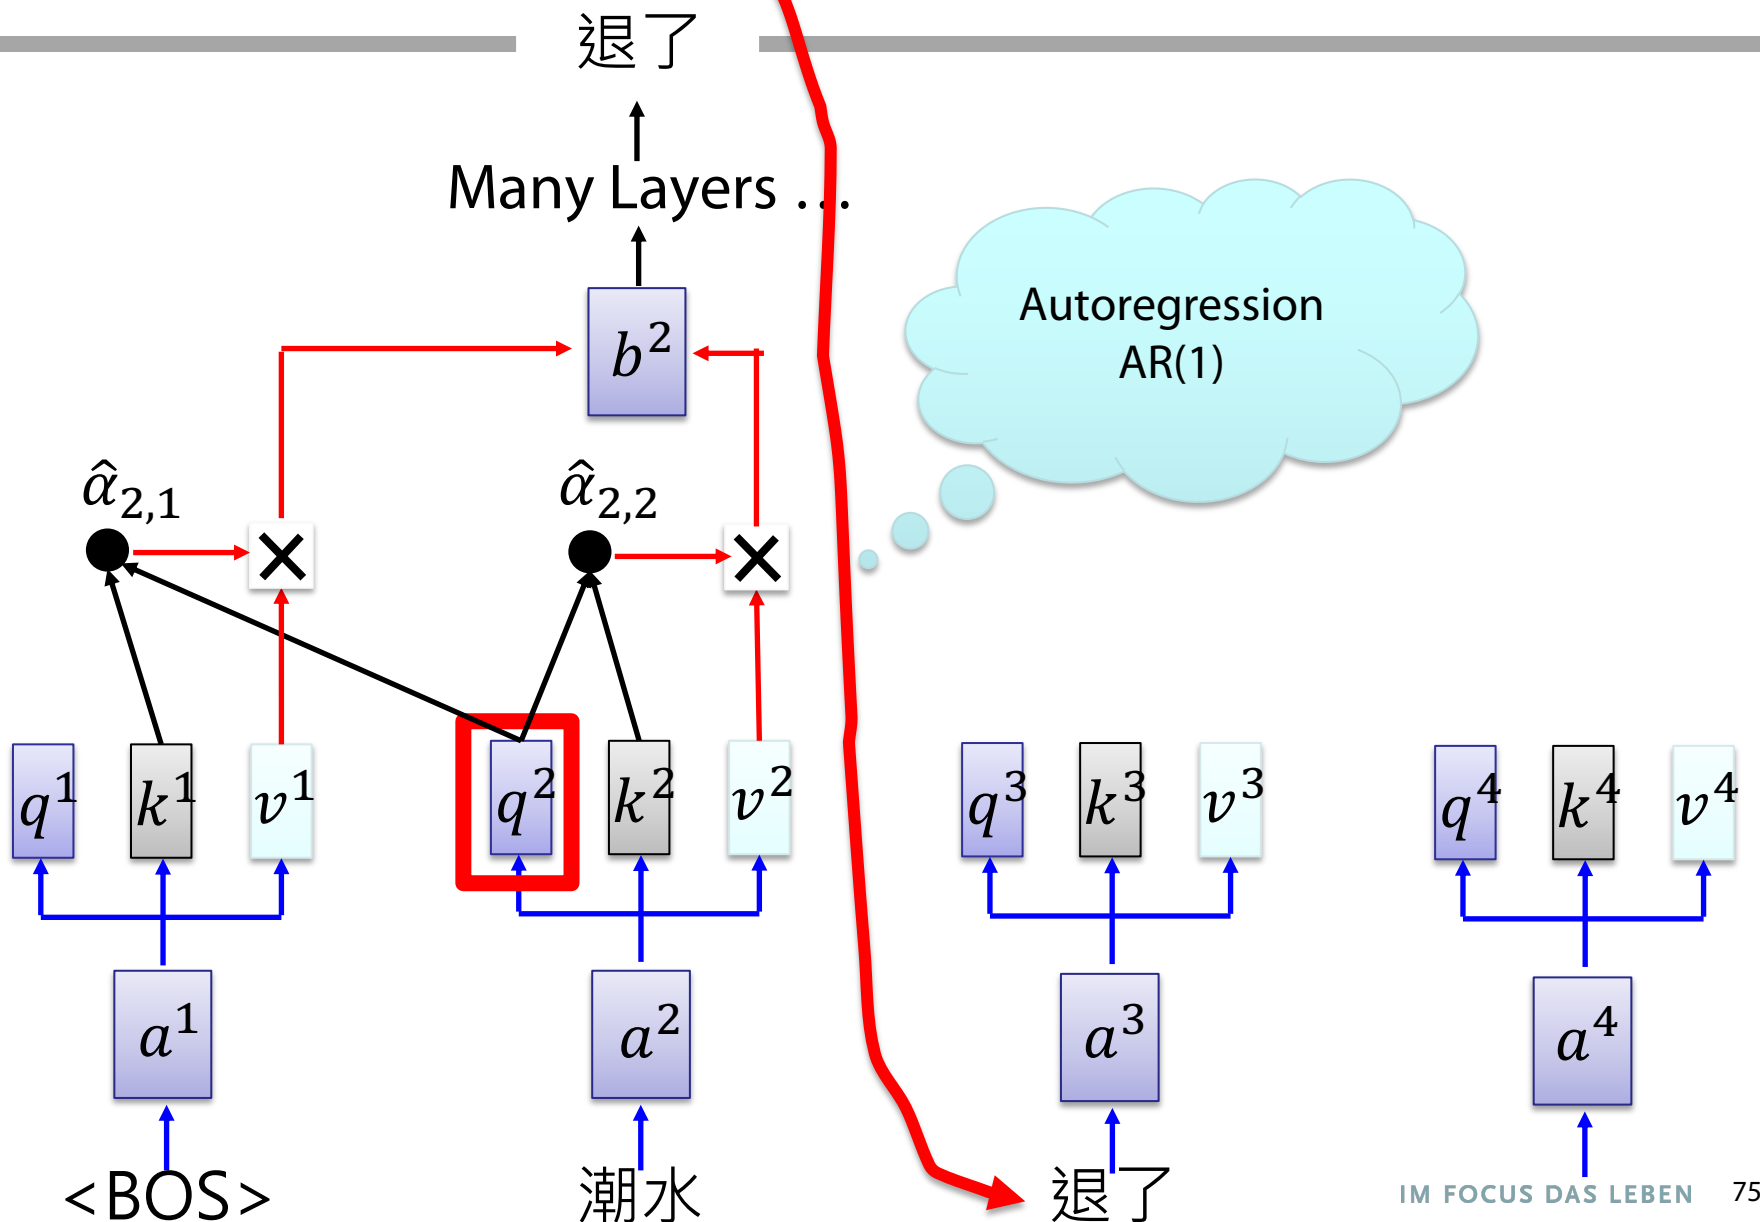 退了
Many Layers …
Autoregression
AR(1)
b²
α̂₂,₁
α̂₂,₂
q¹ k¹ v¹ q² k² v² q³ k³ v³ q⁴ k⁴ v⁴
a¹ a² a³ a⁴
<BOS> 潮水 退了
IM FOCUS DAS LEBEN 75